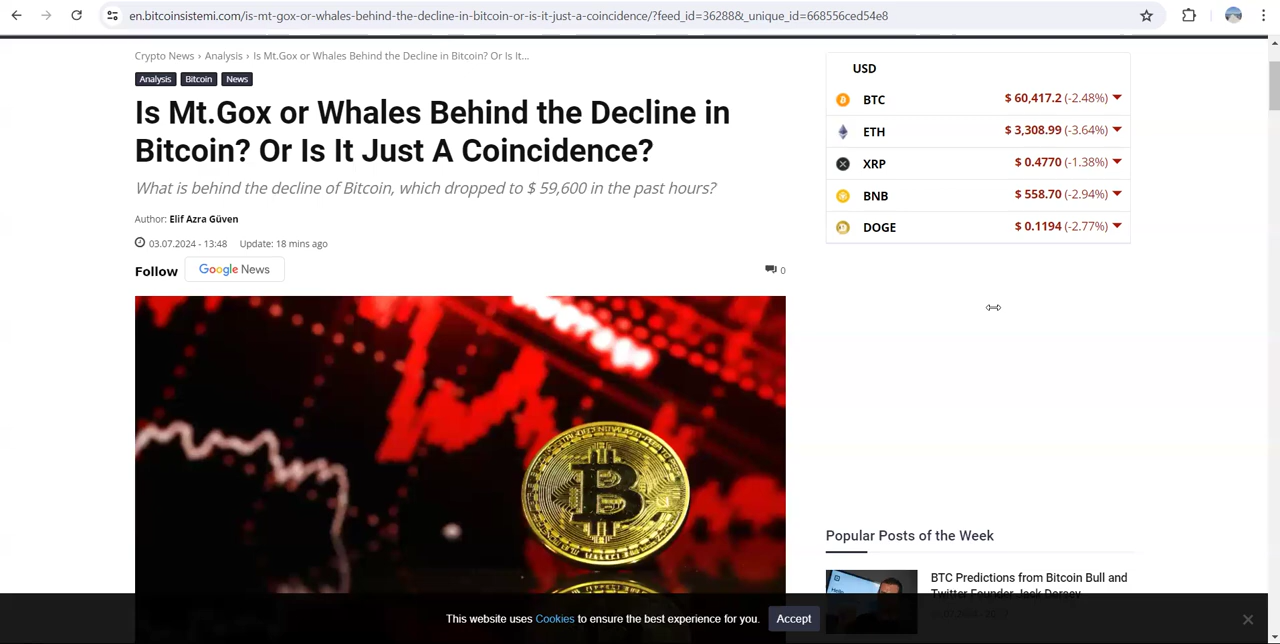 en.bitcoinsistemi.com/is-mt-gox-or-whales-behind-the-decline-in-bitcoin-or-is-it-just-a-coincidence/?feed_id=36288&_unique_id=668556ced54e8
Crypto News › Analysis › Is Mt.Gox or Whales Behind the Decline in Bitcoin? Or Is It...
Analysis Bitcoin News
Is Mt.Gox or Whales Behind the Decline in
Bitcoin? Or Is It Just A Coincidence?
What is behind the decline of Bitcoin, which dropped to $ 59,600 in the past hours?
Author: Elif Azra Güven
03.07.2024 - 13:48 Update: 18 mins ago
Follow Google News 0
USD
BTC $ 60,417.2 (-2.48%)
ETH $ 3,308.99 (-3.64%)
XRP $ 0.4770 (-1.38%)
BNB $ 558.70 (-2.94%)
DOGE $ 0.1194 (-2.77%)
Popular Posts of the Week
BTC Predictions from Bitcoin Bull and
Twitter Founder Jack Dorsey
This website uses Cookies to ensure the best experience for you. Accept